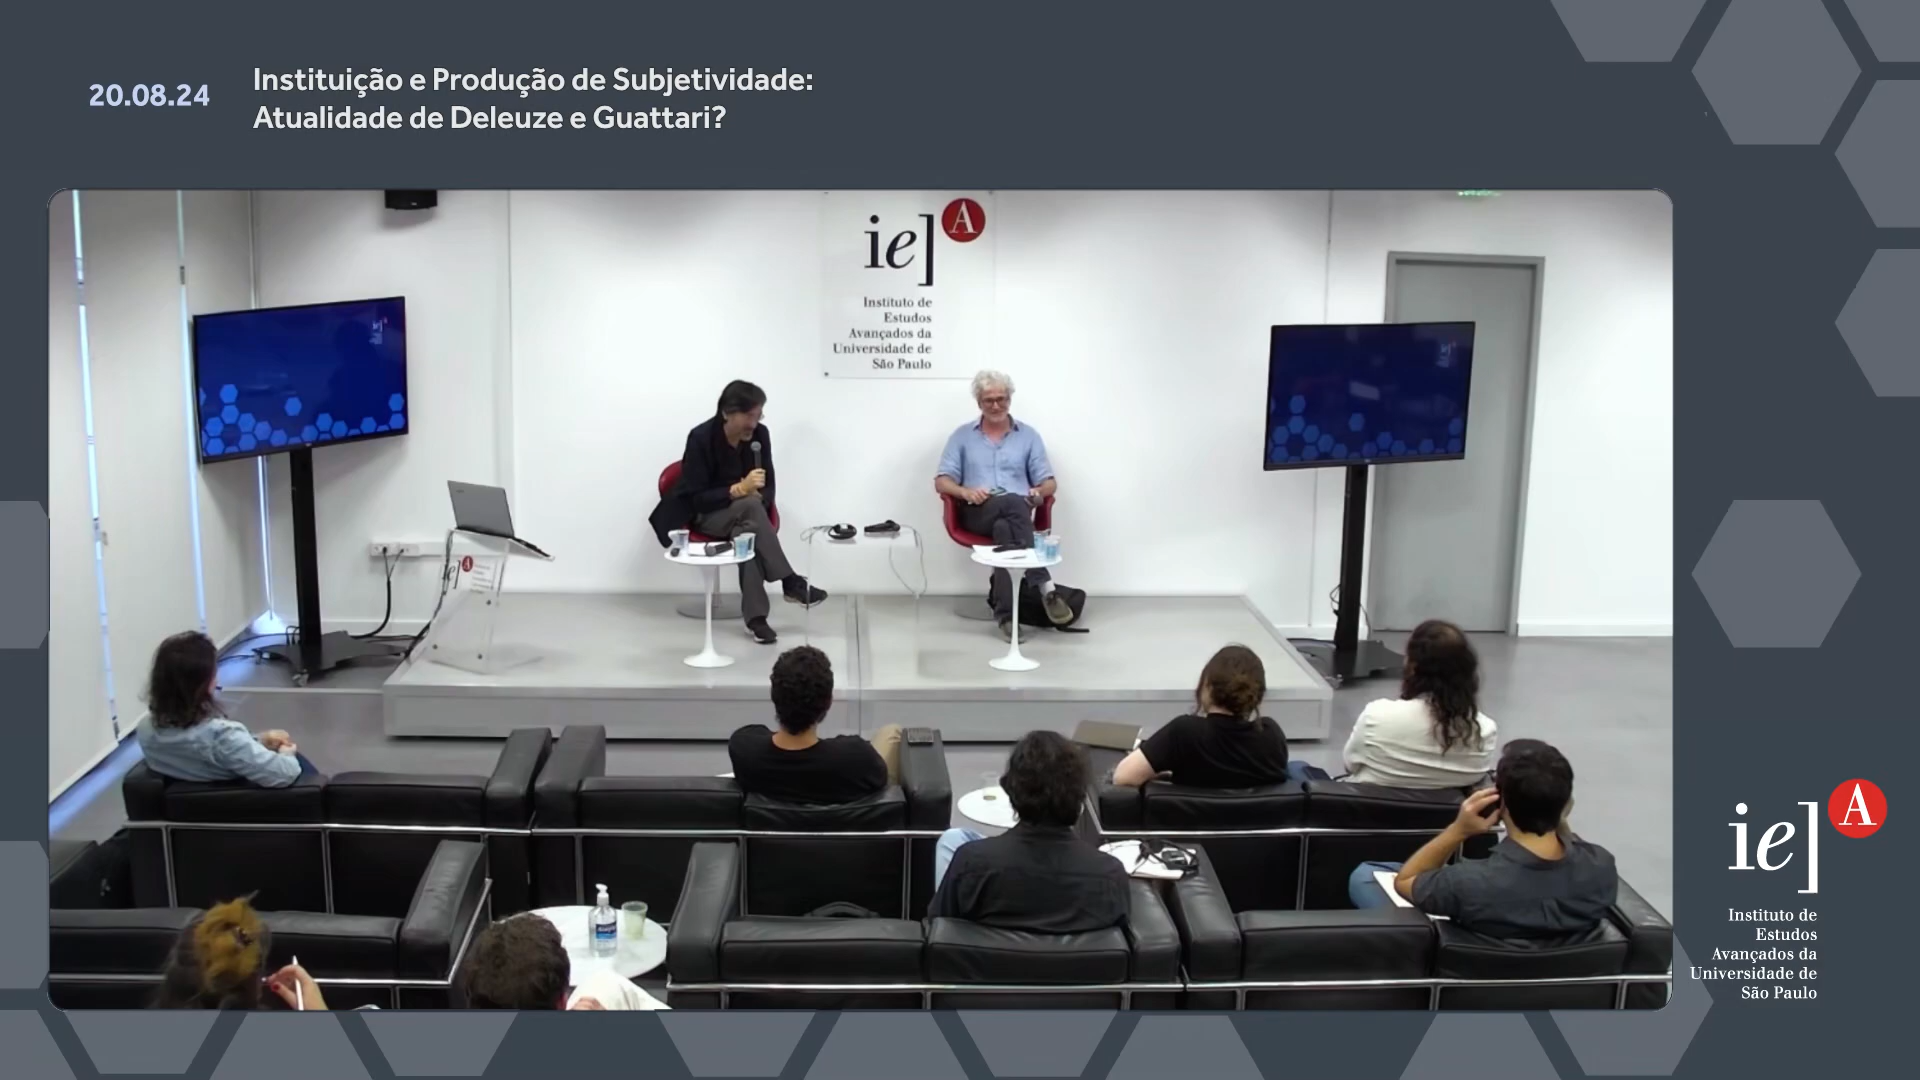 20.08.24
Instituição e Produção de Subjetividade:
Atualidade de Deleuze e Guattari?
ie] A
Instituto de
Estudos
Avançados da
Universidade de
São Paulo
ie] A
ie] A
Instituto de
Estudos
Avançados da
Universidade de
São Paulo